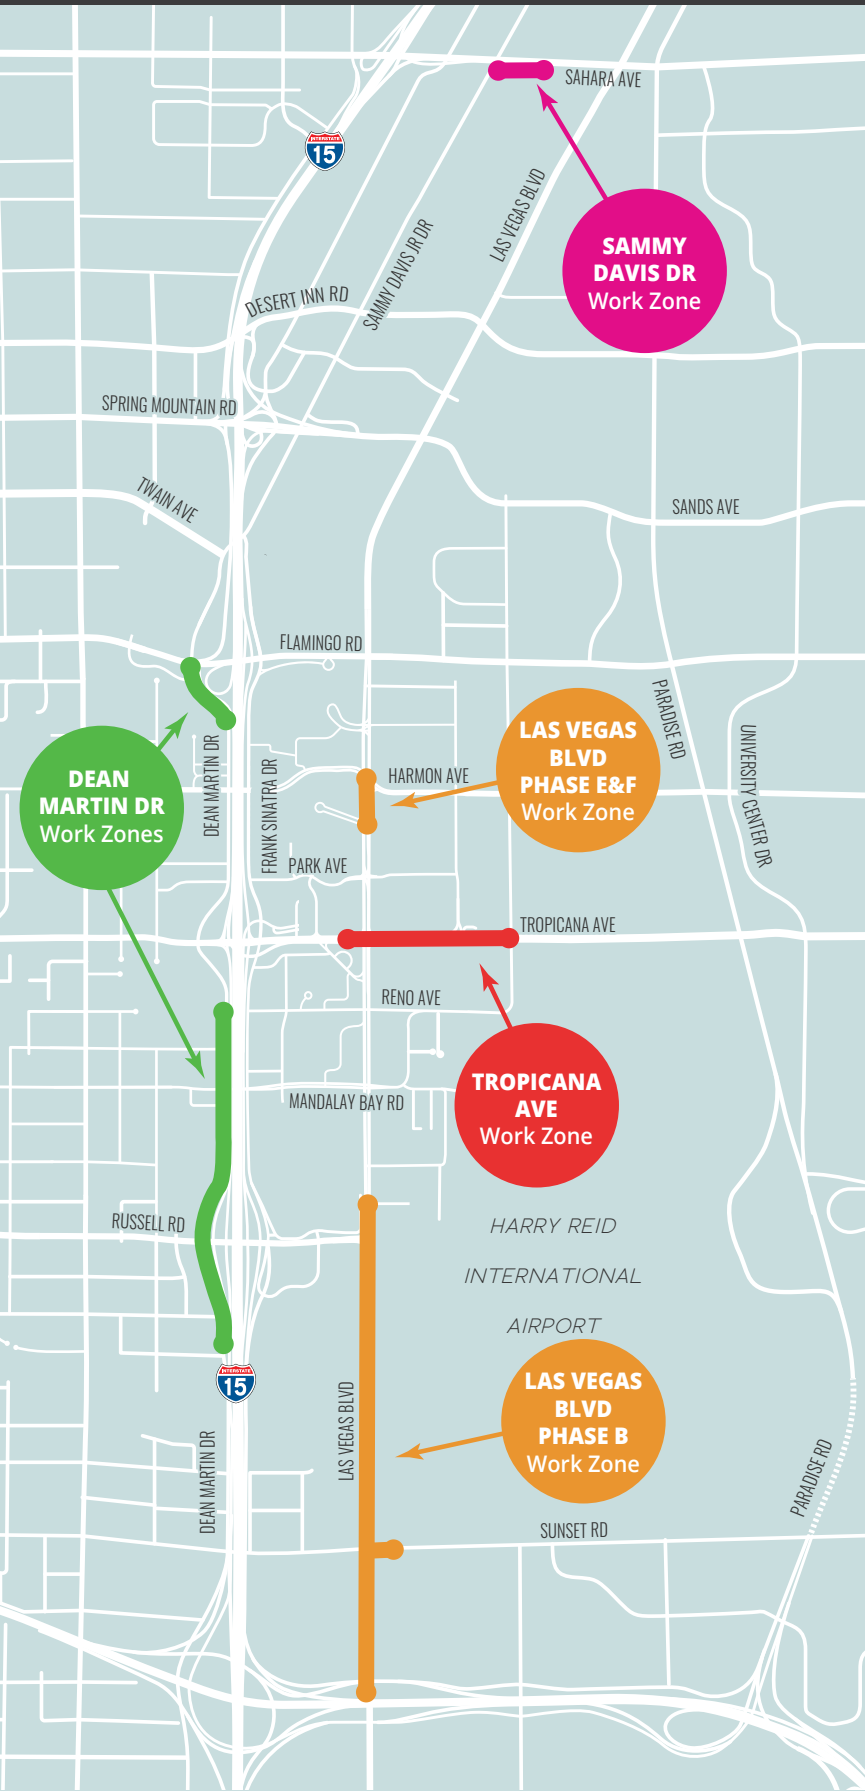 SAHARA AVE
INTERSTATE
15
LAS VEGAS BLVD
SAMMY
DAVIS DR
Work Zone
SAMMY DAVIS JR DR
DESERT INN RD
SPRING MOUNTAIN RD
TWAIN AVE
SANDS AVE
FLAMINGO RD
PARADISE RD
LAS VEGAS
BLVD
PHASE E&F
Work Zone
UNIVERSITY CENTER DR
DEAN
MARTIN DR
Work Zones
DEAN MARTIN DR
FRANK SINATRA DR
HARMON AVE
PARK AVE
TROPICANA AVE
RENO AVE
TROPICANA
AVE
Work Zone
MANDALAY BAY RD
RUSSELL RD
HARRY REID
INTERNATIONAL
AIRPORT
INTERSTATE
15
LAS VEGAS BLVD
LAS VEGAS
BLVD
PHASE B
Work Zone
DEAN MARTIN DR
PARADISE RD
SUNSET RD